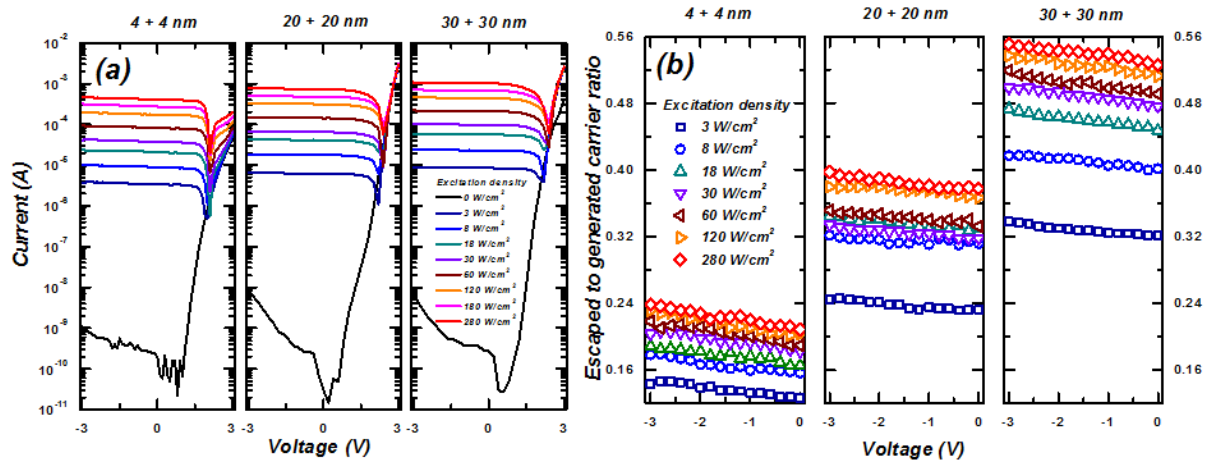 4 + 4 nm
20 + 20 nm
30 + 30 nm
(a)
Current (A)
10-2
10-3
10-4
10-5
10-6
10-7
10-8
10-9
10-10
10-11
Excitation density
0 W/cm2
3 W/cm2
8 W/cm2
18 W/cm2
30 W/cm2
60 W/cm2
120 W/cm2
180 W/cm2
280 W/cm2
-3 0 3
-3 0 3
-3 0 3
Voltage (V)
4 + 4 nm
20 + 20 nm
30 + 30 nm
(b)
Escaped to generated carrier ratio
0.56
0.48
0.40
0.32
0.24
0.16
Excitation density
3 W/cm2
8 W/cm2
18 W/cm2
30 W/cm2
60 W/cm2
120 W/cm2
280 W/cm2
0.56
0.48
0.40
0.32
0.24
0.16
-3 -2 -1 0
-3 -2 -1 0
-3 -2 -1 0
Voltage (V)